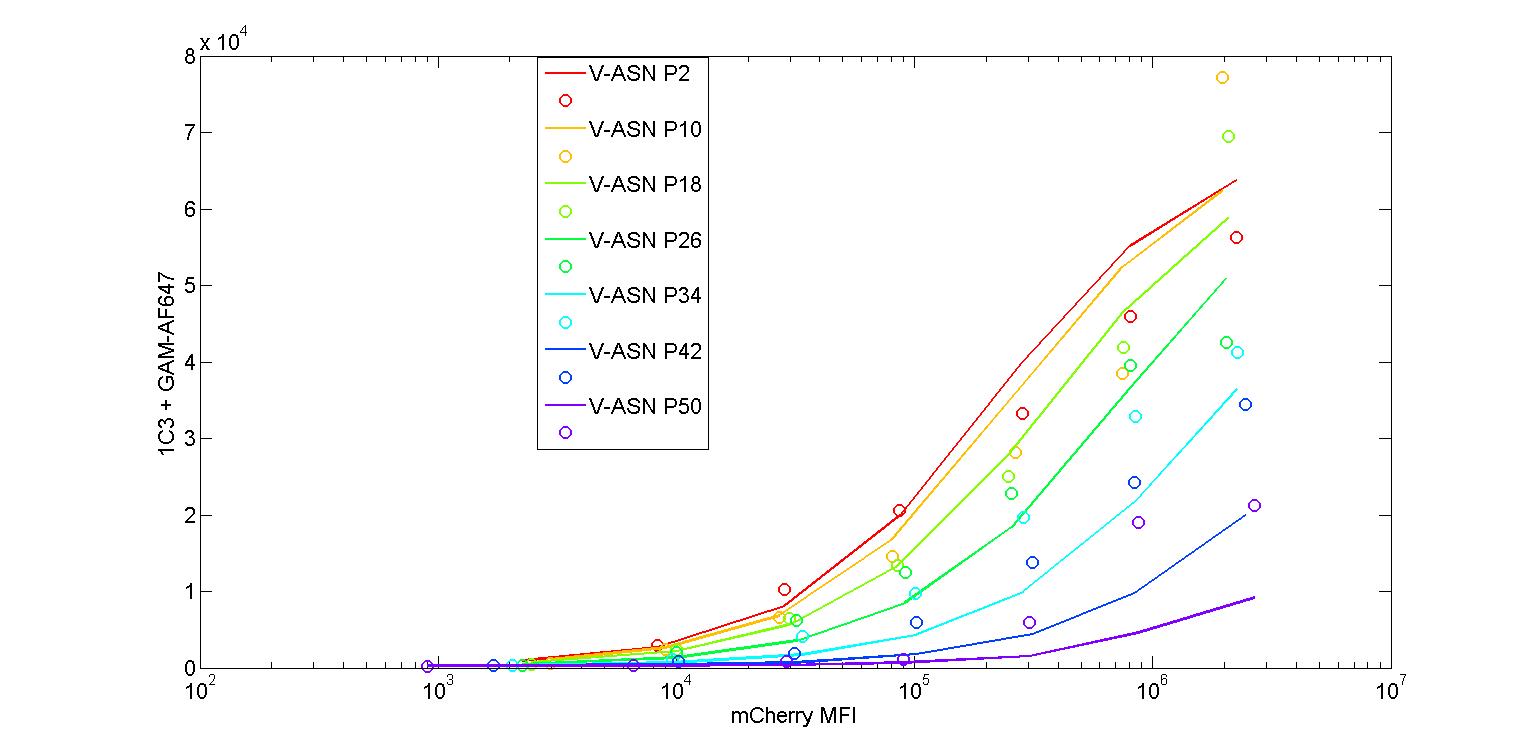 x 10^4
8
7
6
5
4
3
2
1
0
1C3 + GAM-AF647
V-ASN P2
V-ASN P10
V-ASN P18
V-ASN P26
V-ASN P34
V-ASN P42
V-ASN P50
10^2 10^3 10^4 10^5 10^6 10^7
mCherry MFI